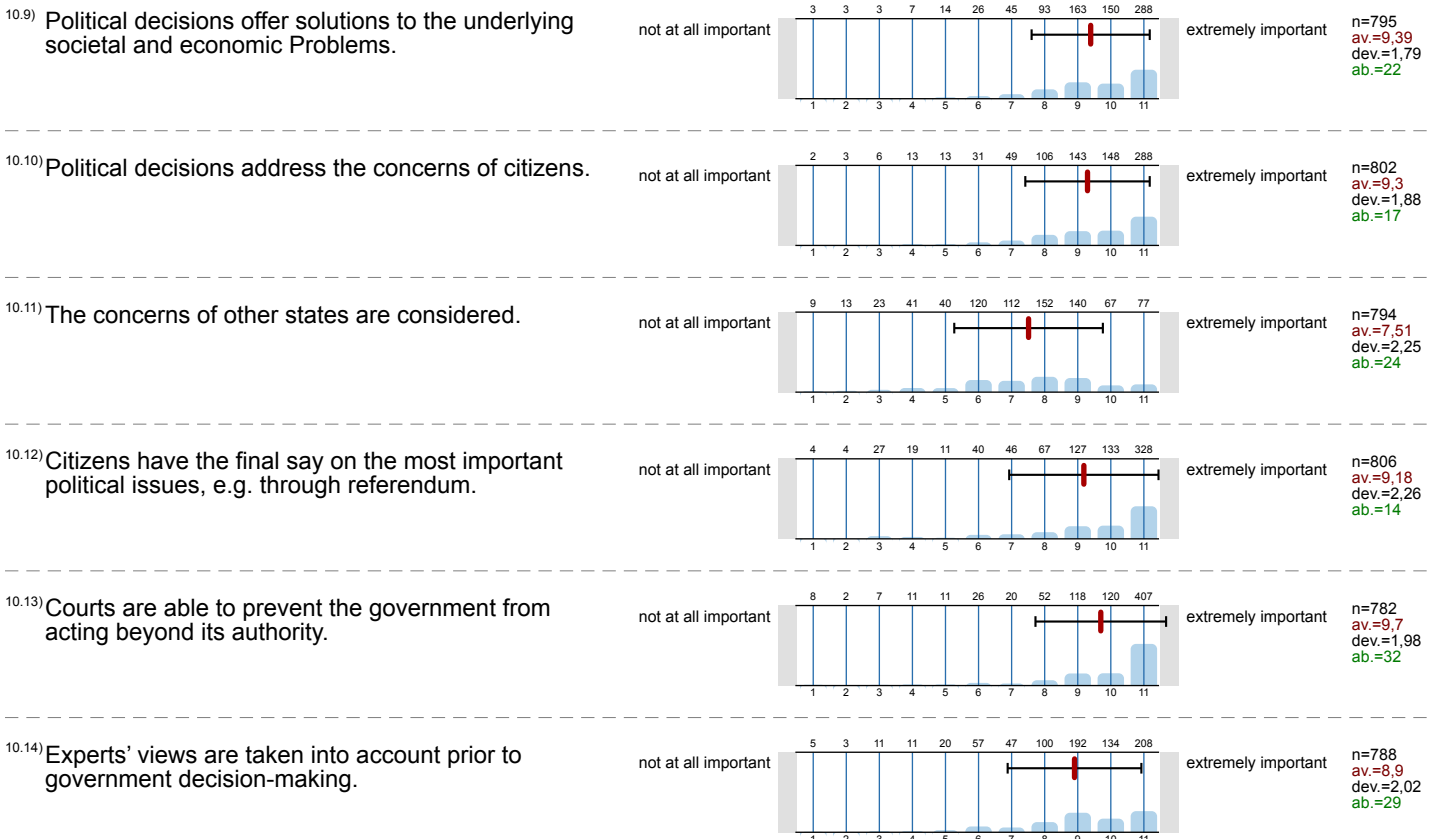 3 3 3 7 14 26 45 93 163 150 288
10.9) Political decisions offer solutions to the underlying
societal and economic Problems.
not at all important
extremely important
n=795
av.=9,39
dev.=1,79
ab.=22
1 2 3 4 5 6 7 8 9 10 11
2 3 6 13 13 31 49 106 143 148 288
10.10) Political decisions address the concerns of citizens.
not at all important
extremely important
n=802
av.=9,3
dev.=1,88
ab.=17
1 2 3 4 5 6 7 8 9 10 11
9 13 23 41 40 120 112 152 140 67 77
10.11) The concerns of other states are considered.
not at all important
extremely important
n=794
av.=7,51
dev.=2,25
ab.=24
1 2 3 4 5 6 7 8 9 10 11
4 4 27 19 11 40 46 67 127 133 328
10.12) Citizens have the final say on the most important
political issues, e.g. through referendum.
not at all important
extremely important
n=806
av.=9,18
dev.=2,26
ab.=14
1 2 3 4 5 6 7 8 9 10 11
8 2 7 11 11 26 20 52 118 120 407
10.13) Courts are able to prevent the government from
acting beyond its authority.
not at all important
extremely important
n=782
av.=9,7
dev.=1,98
ab.=32
1 2 3 4 5 6 7 8 9 10 11
5 3 11 11 20 57 47 100 192 134 208
10.14) Experts’ views are taken into account prior to
government decision-making.
not at all important
extremely important
n=788
av.=8,9
dev.=2,02
ab.=29
1 2 3 4 5 6 7 8 9 10 11